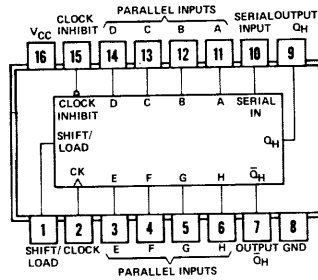 PARALLEL INPUTS
CLOCK SERIAL OUTPUT
VCC INHIBIT D C B A INPUT QH
16 15 14 13 12 11 10 9
CLOCK INHIBIT D C B A SERIAL IN
SHIFT/
LOAD
QH
CK E F G H Q̅H
1 2 3 4 5 6 7 8
SHIFT/ CLOCK E F G H OUTPUT GND
LOAD Q̅H
PARALLEL INPUTS